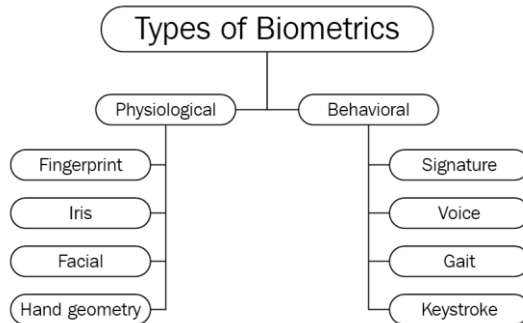 Types of Biometrics
Physiological
Behavioral
Fingerprint
Signature
Iris
Voice
Facial
Gait
Hand geometry
Keystroke